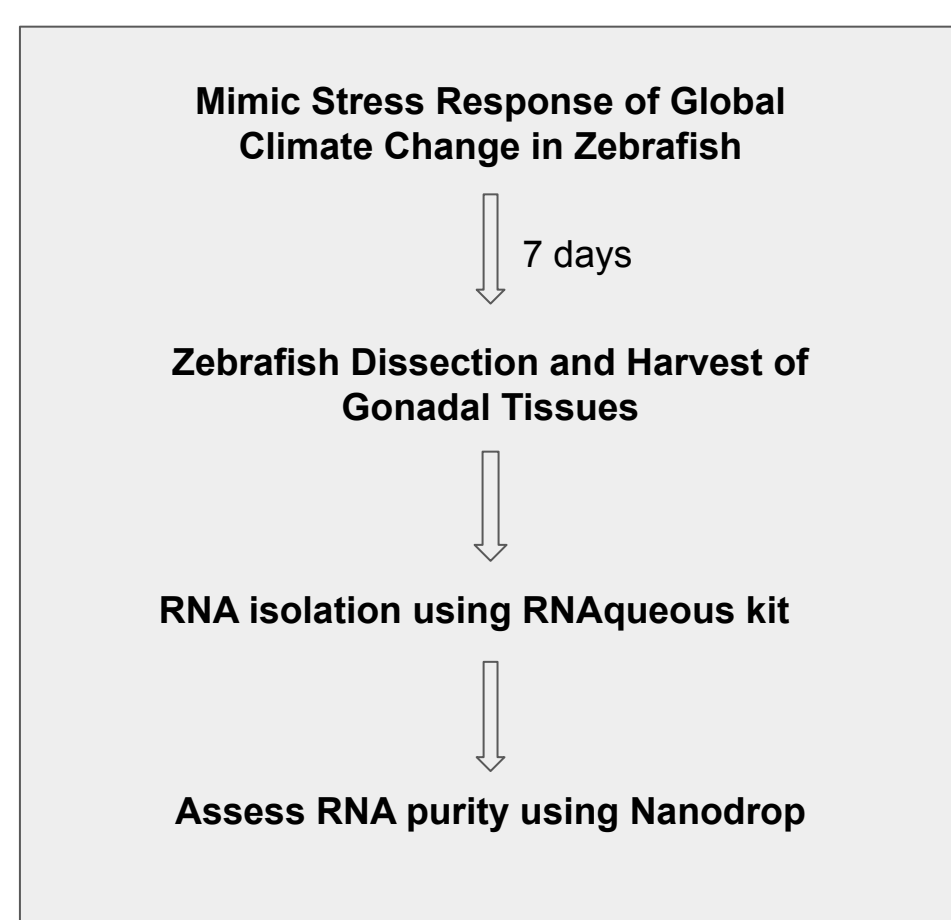 Mimic Stress Response of Global
Climate Change in Zebrafish
7 days
Zebrafish Dissection and Harvest of
Gonadal Tissues
RNA isolation using RNAqueous kit
Assess RNA purity using Nanodrop